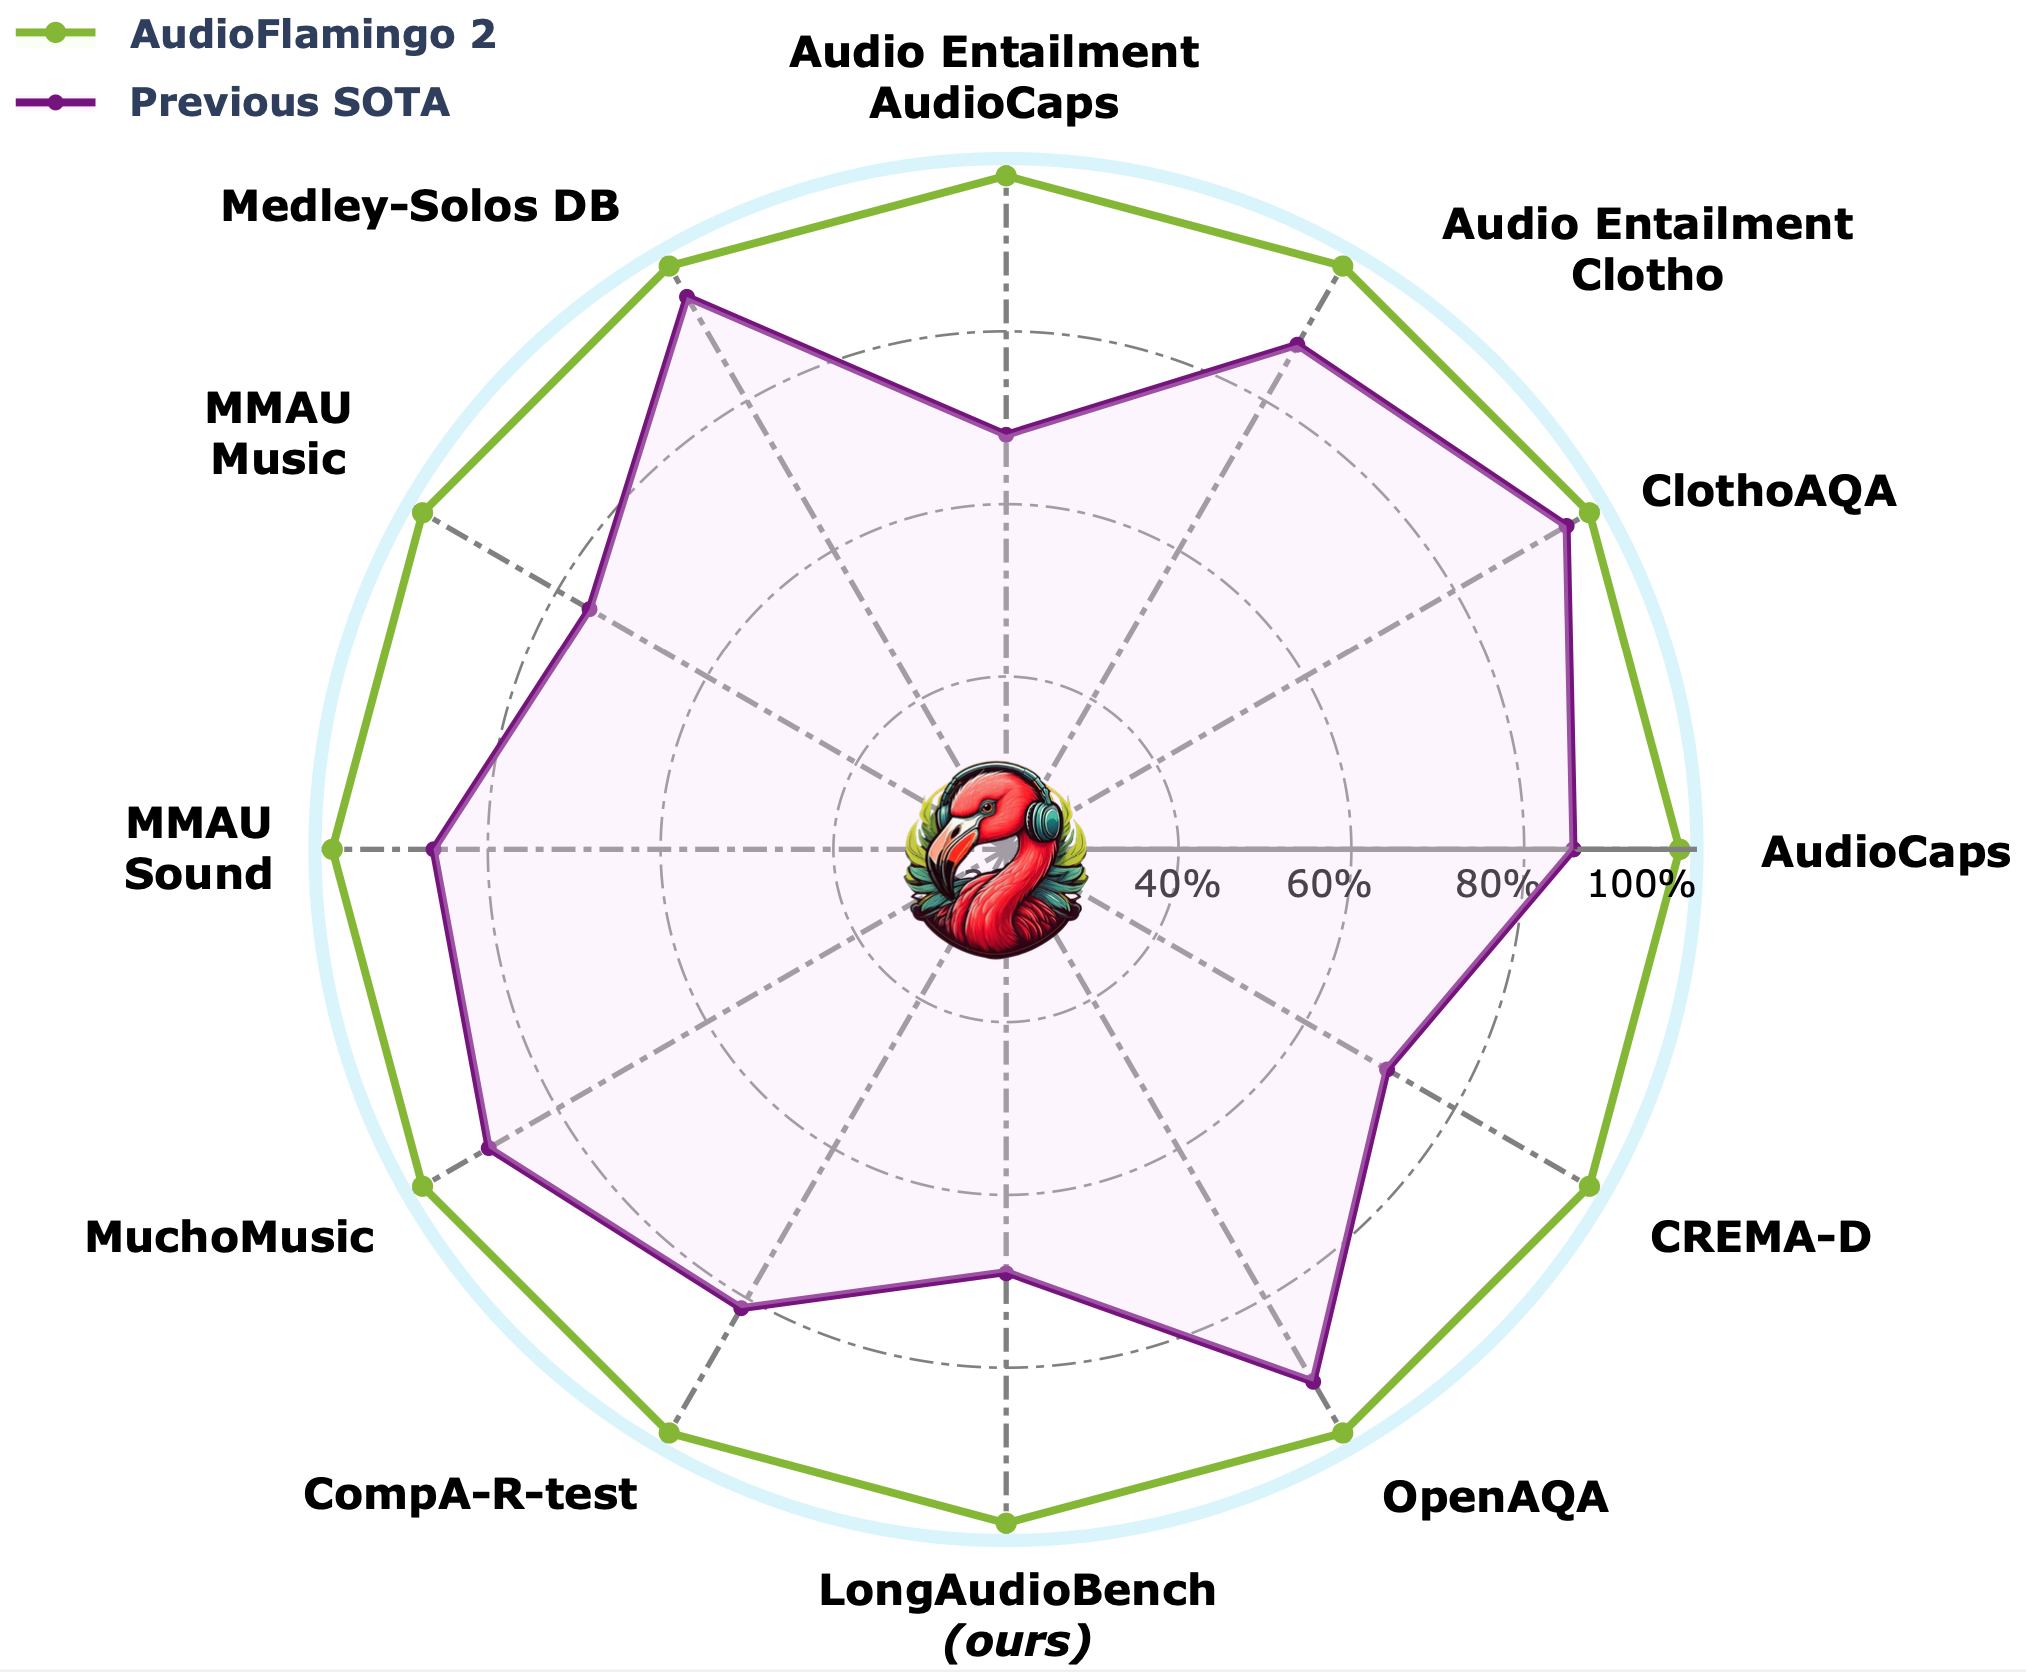 AudioFlamingo 2
Previous SOTA
Audio Entailment
AudioCaps
Medley-Solos DB
Audio Entailment
Clotho
MMAU
Music
ClothoAQA
MMAU
Sound
AudioCaps
40% 60% 80% 100%
MuchoMusic
CREMA-D
CompA-R-test
OpenAQA
LongAudioBench
(ours)